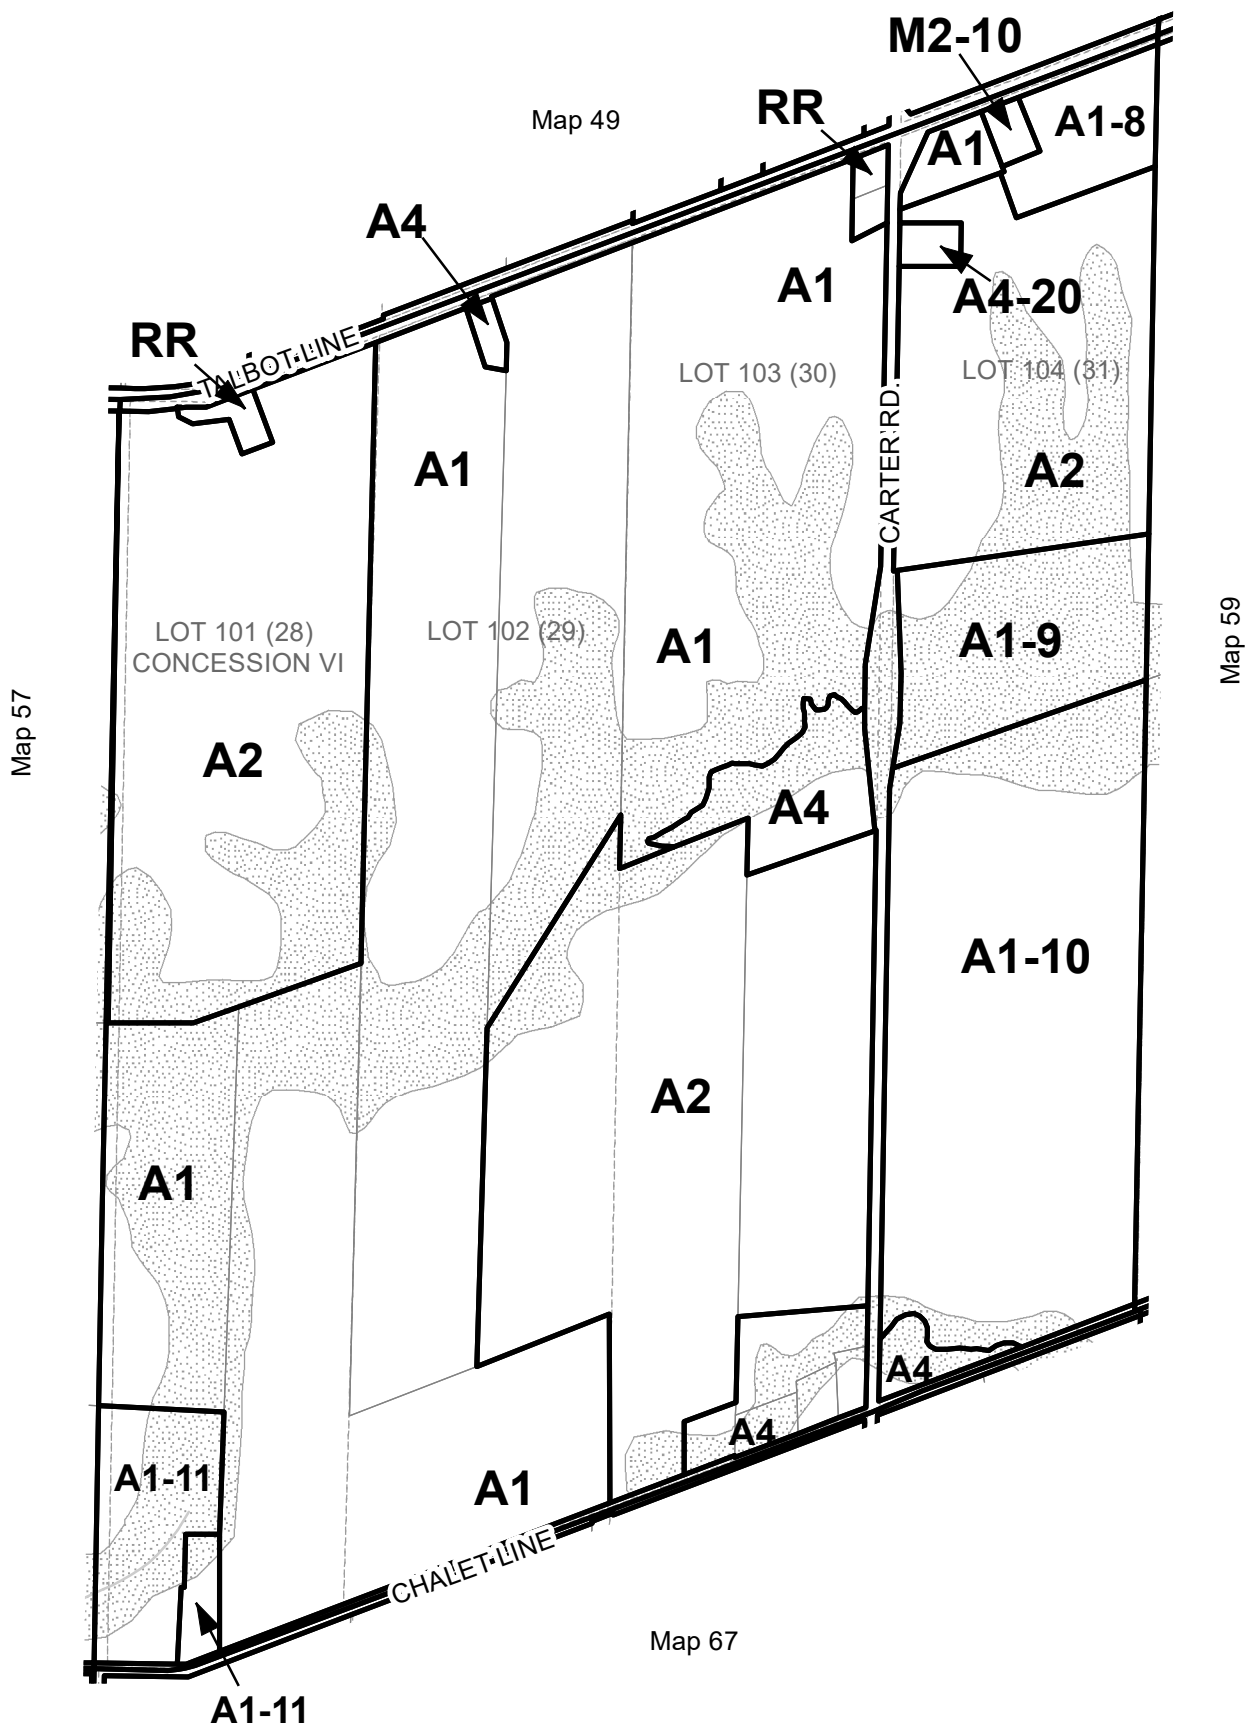 M2-10
RR
Map 49
A1-8
A1
A4
A1
A4-20
RR
TALBOT LINE
LOT 103 (30)
LOT 104 (31)
CARTER RD.
A1
A2
LOT 101 (28)
CONCESSION VI
LOT 102 (29)
A1
A1-9
Map 59
Map 57
A2
A4
A1-10
A2
A1
A4
A4
A1-11
A1
CHALET LINE
Map 67
A1-11